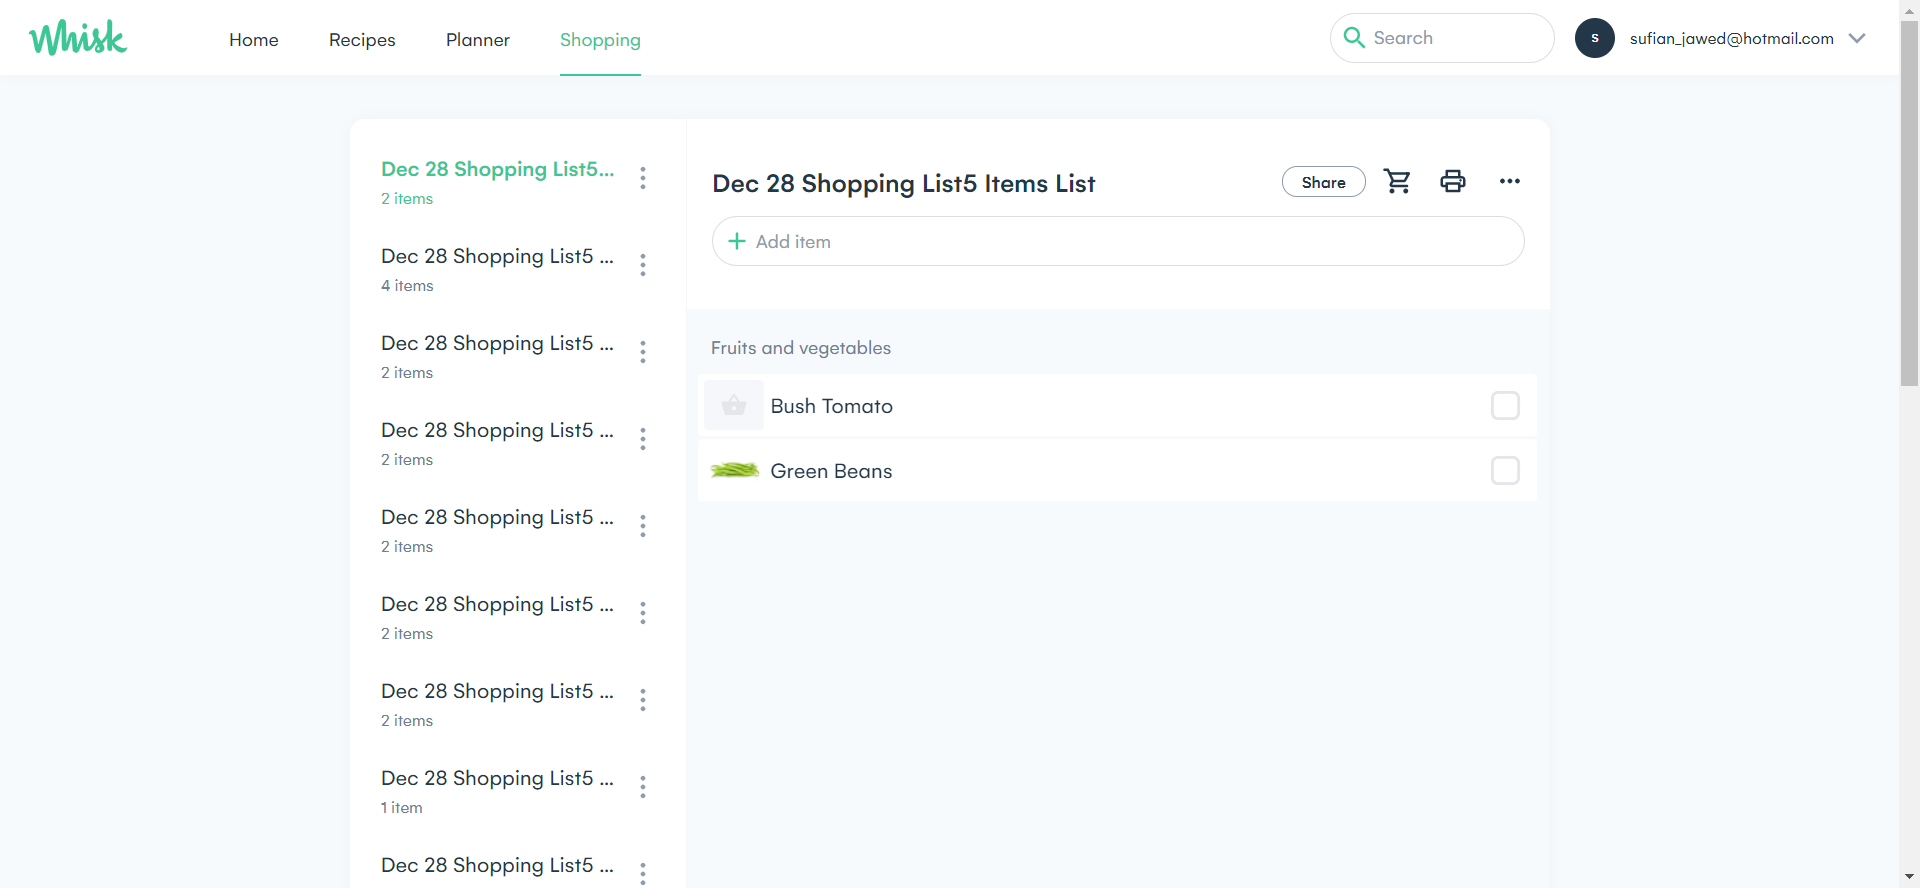 Whisk
Home
Recipes
Planner
Shopping
Search
S
sufian_jawed@hotmail.com
Dec 28 Shopping List5...
2 items
Dec 28 Shopping List5 ...
4 items
Dec 28 Shopping List5 ...
2 items
Dec 28 Shopping List5 ...
2 items
Dec 28 Shopping List5 ...
2 items
Dec 28 Shopping List5 ...
2 items
Dec 28 Shopping List5 ...
2 items
Dec 28 Shopping List5 ...
1 item
Dec 28 Shopping List5 ...
Dec 28 Shopping List5 Items List
Share
Add item
Fruits and vegetables
Bush Tomato
Green Beans